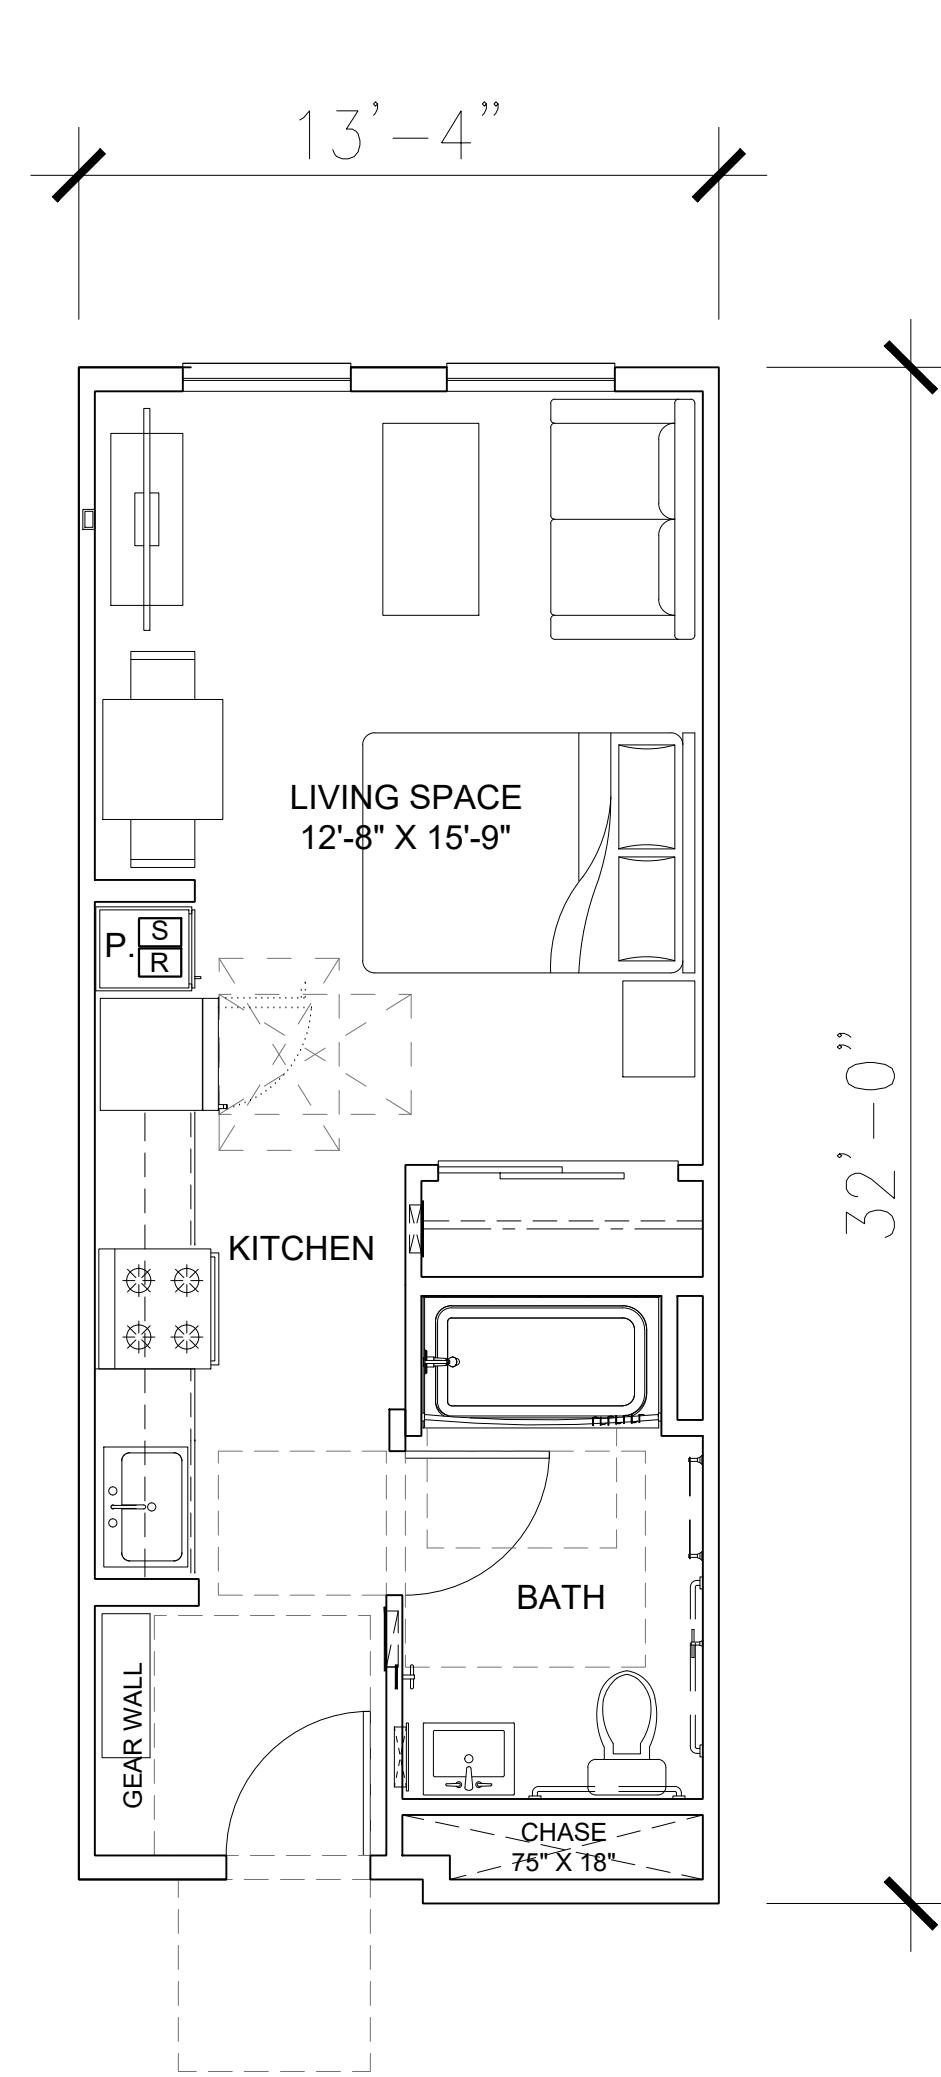 13'-4"
LIVING SPACE
12'-8" X 15'-9"
P.
S
R
32'-0"
KITCHEN
BATH
GEAR WALL
CHASE
75" X 18"